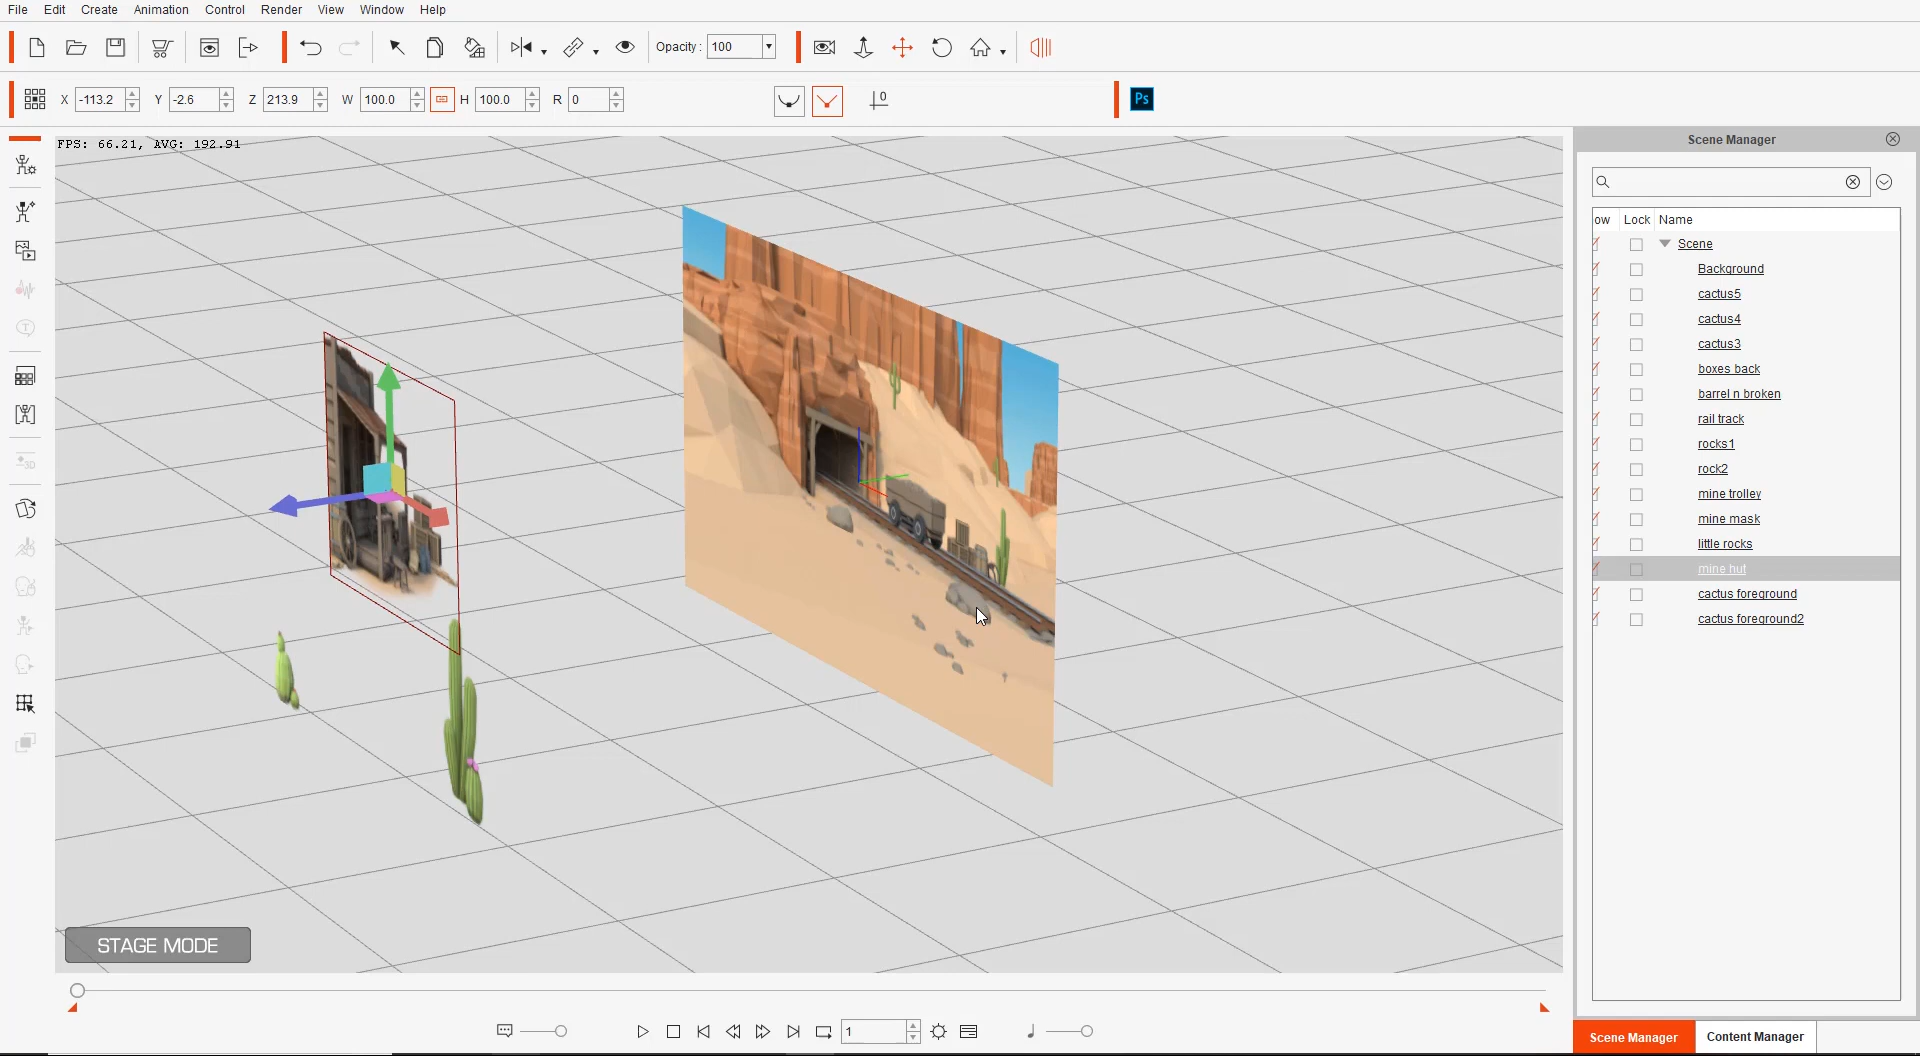 File Edit Create Animation Control Render View Window Help
Opacity : 100
X -113.2 Y -2.6 Z 213.9 W 100.0 H 100.0 R 0
0
Ps
FPS: 66.21, AVG: 192.91
Scene Manager
ow Lock Name
Scene
Background
cactus5
cactus4
cactus3
boxes back
barrel n broken
rail track
rocks1
rock2
mine trolley
mine mask
little rocks
mine hut
cactus foreground
cactus foreground2
STAGE MODE
1
Scene Manager Content Manager